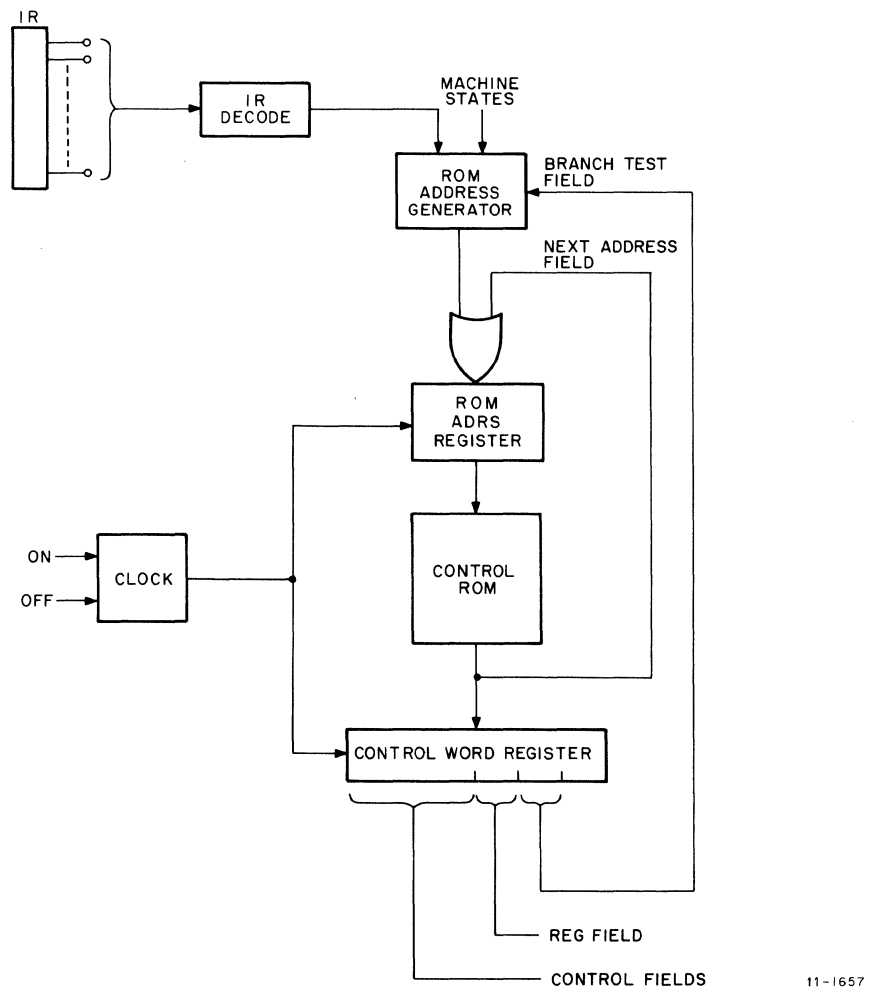 IR
IR
DECODE
MACHINE
STATES
ROM
ADDRESS
GENERATOR
BRANCH TEST
FIELD
NEXT ADDRESS
FIELD
ROM
ADRS
REGISTER
ON
OFF
CLOCK
CONTROL
ROM
CONTROL WORD REGISTER
REG FIELD
CONTROL FIELDS
11-1657